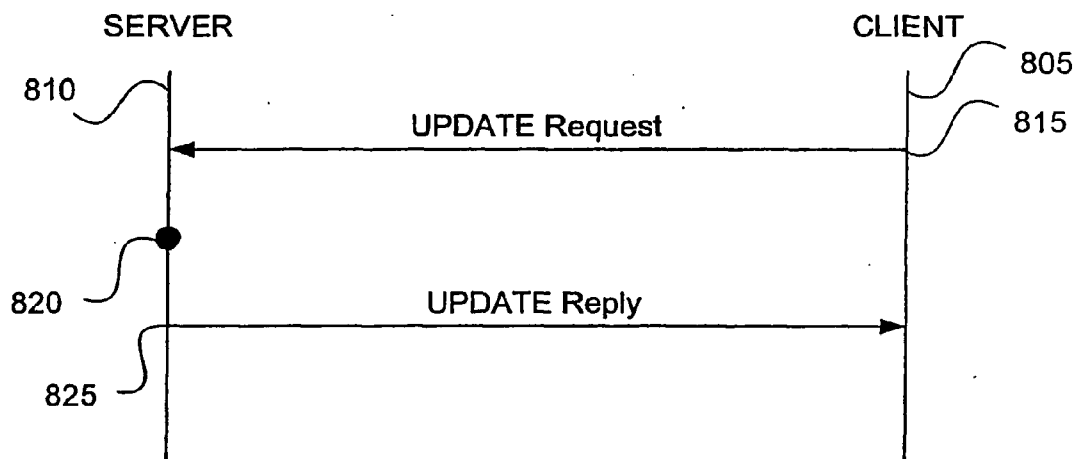 SERVER
CLIENT
810
805
UPDATE Request
815
820
UPDATE Reply
825